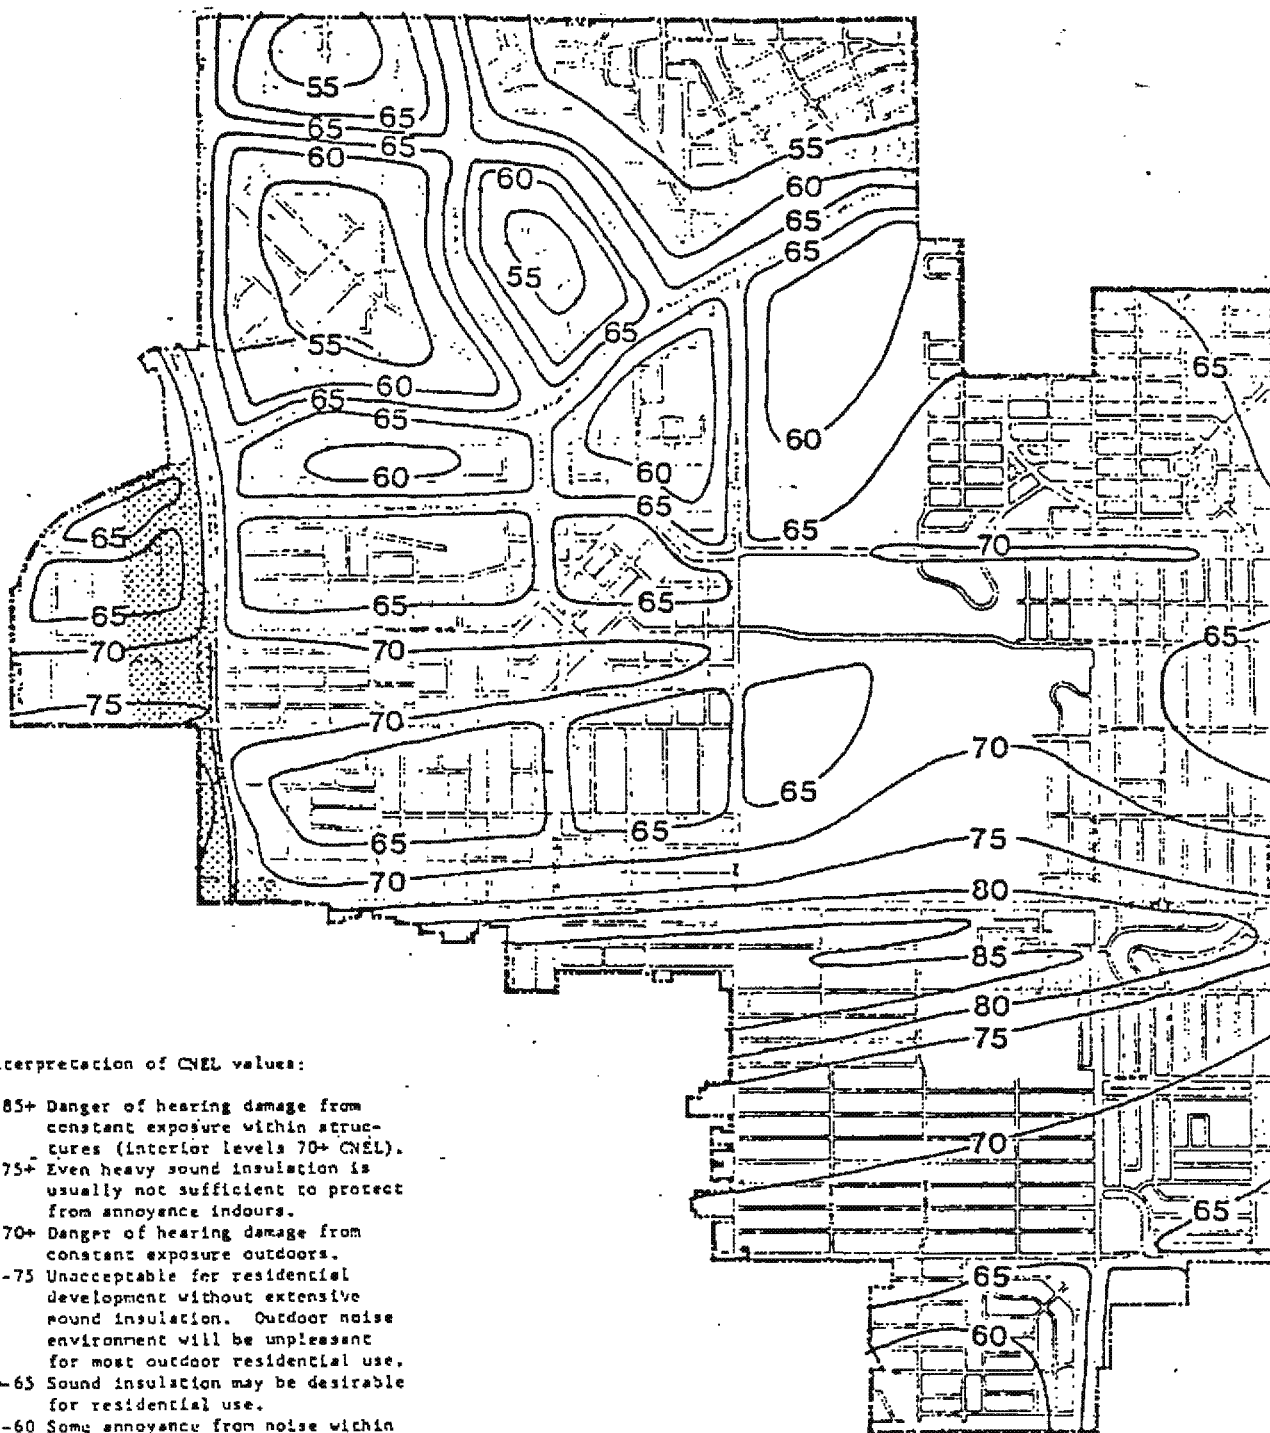 55
65
65
65
60
60
55
60
65
65
55
55
65
65
60
65
65
60
60
60
65
65
65
70
65
65
65
65
70
70
65
75
70
70
65
65
65
75
70
80
85
80
75
70
65
65
60
terpretation of CNEL values:
85+ Danger of hearing damage from
constant exposure within struc-
tures (interior levels 70+ CNEL).
75+ Even heavy sound insulation is
usually not sufficient to protect
from annoyance indours.
70+ Danger of hearing damage from
constant exposure outdoors.
-75 Unacceptable for residential
development without extensive
sound insulation. Outdoor noise
environment will be unpleasant
for most outdoor residential use.
-65 Sound insulation may be desirable
for residential use.
-60 Some annoyance from noise within